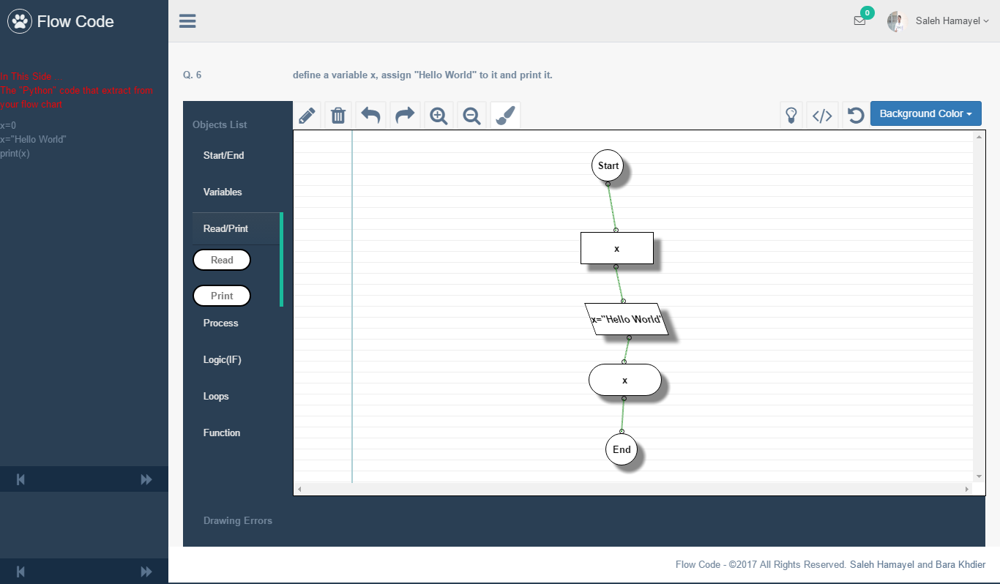 Flow Code
0
Saleh Hamayel
In This Side
The "Python" code that extract from
your flow chart
x=0
x="Hello World"
print(x)
Q. 6
define a variable x, assign "Hello World" to it and print it.
Background Color
Objects List
Start/End
Variables
Read/Print
Read
Print
Process
Logic(IF)
Loops
Function
Start
x
x="Hello World"
x
End
Drawing Errors
Flow Code - ©2017 All Rights Reserved. Saleh Hamayel and Bara Khdier